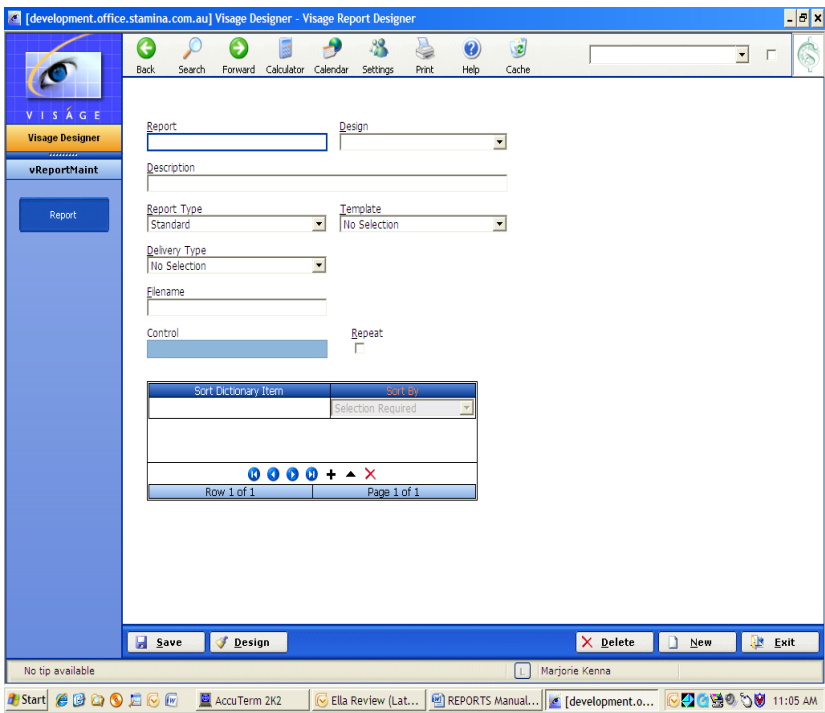 [development.office.stamina.com.au] Visage Designer - Visage Report Designer
Back Search Forward Calculator Calendar Settings Print Help Cache
VISÁGE
Visage Designer
vReportMaint
Report
Report Design
Description
Report Type Template
Standard No Selection
Delivery Type
No Selection
Filename
Control Repeat
Sort Dictionary Item Sort By
Selection Required
Row 1 of 1 Page 1 of 1
Save Design Delete New Exit
No tip available L Marjorie Kenna
Start AccuTerm 2K2 Ella Review (Lat... REPORTS Manual... [development.o... 11:05 AM